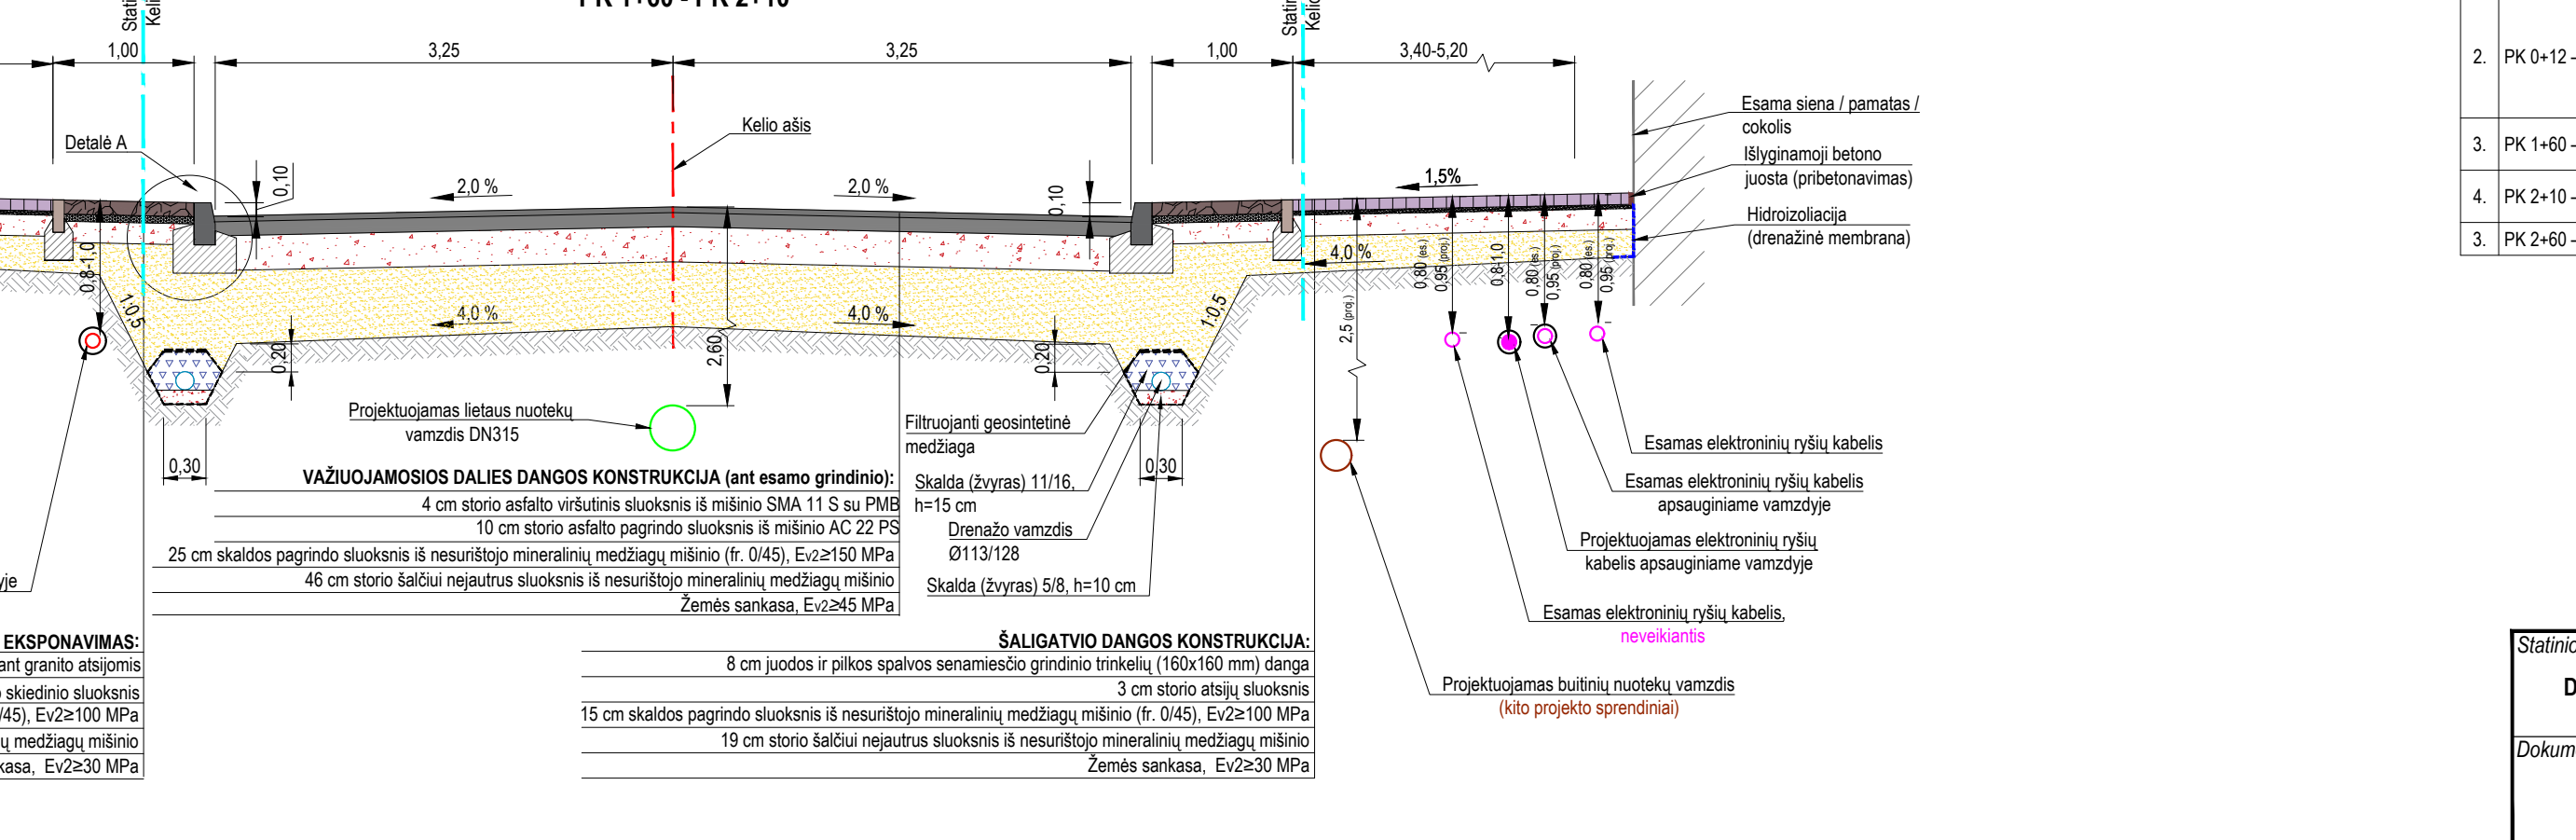 1,00
3,25
3,25
1,00
3,40-5,20
2.
PK 0+12
3.
PK 1+60
4.
PK 2+10
3.
PK 2+60
Detalė A
Kelio ašis
0,10
2,0 %
2,0 %
0,10
1,5%
Esama siena / pamatas /
cokolis
Išlyginamoji betono
juosta (pribetonavimas)
Hidroizoliacija
(drenažinė membrana)
0,8-1,0
1:0,5
4,0 %
4,0 %
0,20
2,60
0,20
1:0,5
4,0 %
2,5 (proj.)
0,80 (es.)
0,95 (proj.)
0,8-1,0
0,80 (es.)
0,95 (proj.)
0,80 (es.)
0,95 (proj.)
Projektuojamas lietaus nuotekų
vamzdis DN315
0,30
0,30
Filtruojanti geosintetinė
medžiaga
Skalda (žvyras) 11/16,
h=15 cm
Drenažo vamzdis
Ø113/128
Skalda (žvyras) 5/8, h=10 cm
VAŽIUOJAMOSIOS DALIES DANGOS KONSTRUKCIJA (ant esamo grindinio):
4 cm storio asfalto viršutinis sluoksnis iš mišinio SMA 11 S su PMB
10 cm storio asfalto pagrindo sluoksnis iš mišinio AC 22 PS
25 cm skaldos pagrindo sluoksnis iš nesurištojo mineralinių medžiagų mišinio (fr. 0/45), Ev2≥150 MPa
46 cm storio šalčiui nejautrus sluoksnis iš nesurištojo mineralinių medžiagų mišinio
Žemės sankasa, Ev2≥45 MPa
Esamas elektroninių ryšių kabelis
Esamas elektroninių ryšių kabelis
apsauginiame vamzdyje
Projektuojamas elektroninių ryšių
kabelis apsauginiame vamzdyje
Esamas elektroninių ryšių kabelis,
neveikiantis
Projektuojamas buitinių nuotekų vamzdis
(kito projekto sprendiniai)
EKSPONAVIMAS:
ant granito atsijomis
skiedinio sluoksnis
/45), Ev2≥100 MPa
ų medžiagų mišinio
kasa, Ev2≥30 MPa
ŠALIGATVIO DANGOS KONSTRUKCIJA:
8 cm juodos ir pilkos spalvos senamiesčio grindinio trinkelių (160x160 mm) danga
3 cm storio atsijų sluoksnis
15 cm skaldos pagrindo sluoksnis iš nesurištojo mineralinių medžiagų mišinio (fr. 0/45), Ev2≥100 MPa
19 cm storio šalčiui nejautrus sluoksnis iš nesurištojo mineralinių medžiagų mišinio
Žemės sankasa, Ev2≥30 MPa
Statinio
D
Dokum